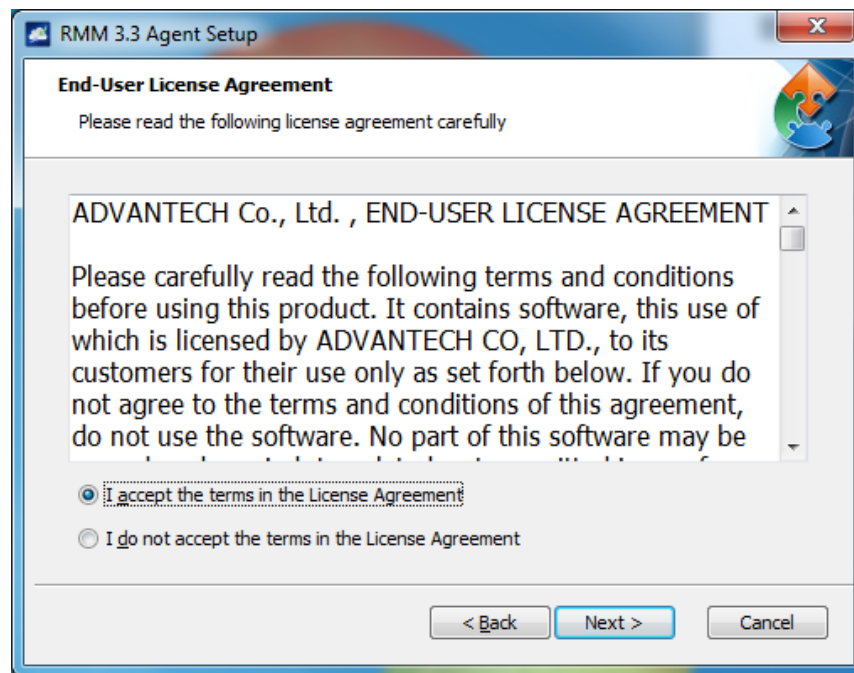 RMM 3.3 Agent Setup
End-User License Agreement
Please read the following license agreement carefully
ADVANTECH Co., Ltd. , END-USER LICENSE AGREEMENT
Please carefully read the following terms and conditions
before using this product. It contains software, this use of
which is licensed by ADVANTECH CO, LTD., to its
customers for their use only as set forth below. If you do
not agree to the terms and conditions of this agreement,
do not use the software. No part of this software may be
I accept the terms in the License Agreement
I do not accept the terms in the License Agreement
< Back
Next >
Cancel